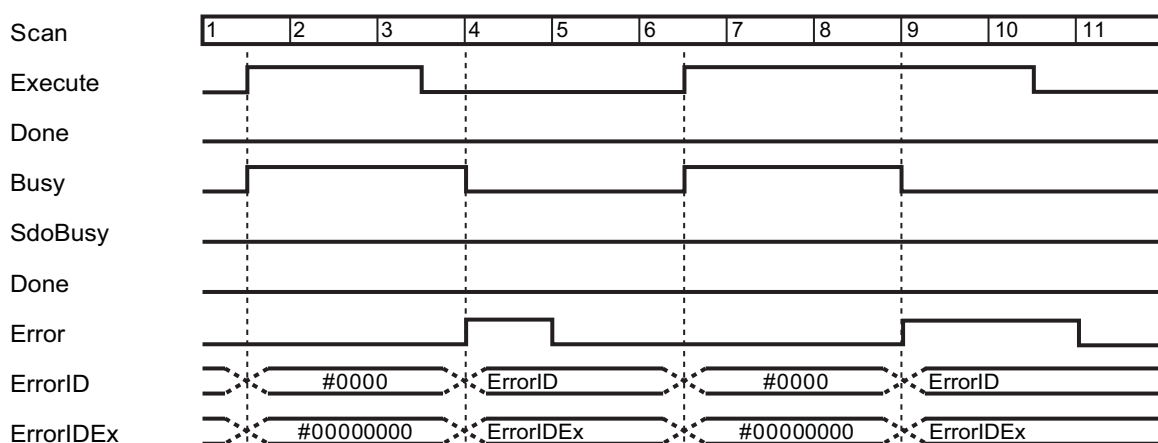 Scan 1 2 3 4 5 6 7 8 9 10 11
Execute
Done
Busy
SdoBusy
Done
Error
ErrorID #0000 ErrorID #0000 ErrorID
ErrorIDEx #00000000 ErrorIDEx #00000000 ErrorIDEx